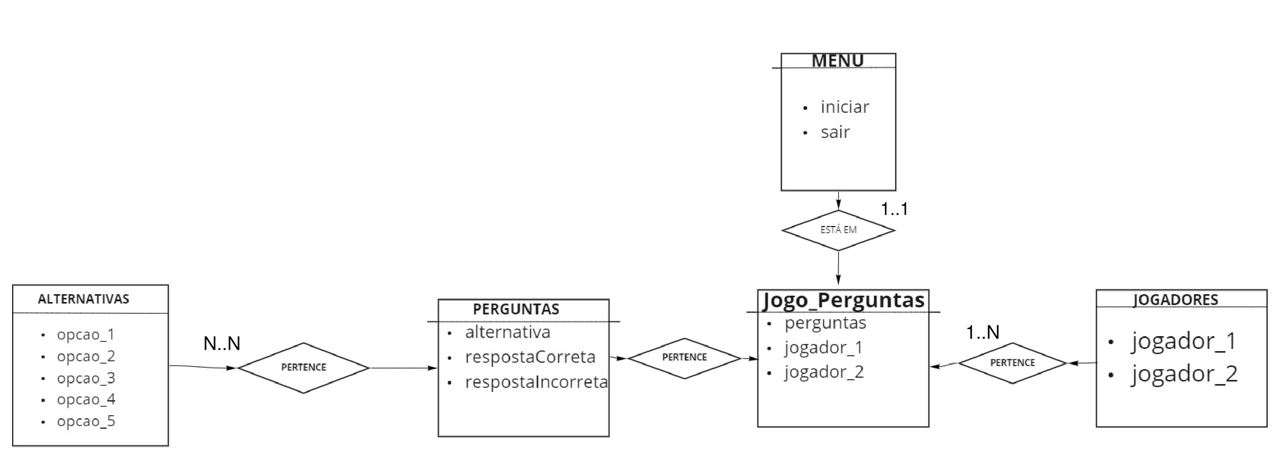 MENU
• iniciar
• sair
1..1
ESTÁ EM
ALTERNATIVAS
• opcao_1
• opcao_2
• opcao_3
• opcao_4
• opcao_5
N..N
PERTENCE
PERGUNTAS
• alternativa
• respostaCorreta
• respostaIncorreta
PERTENCE
Jogo_Perguntas
• perguntas
• jogador_1
• jogador_2
1..N
PERTENCE
JOGADORES
• jogador_1
• jogador_2